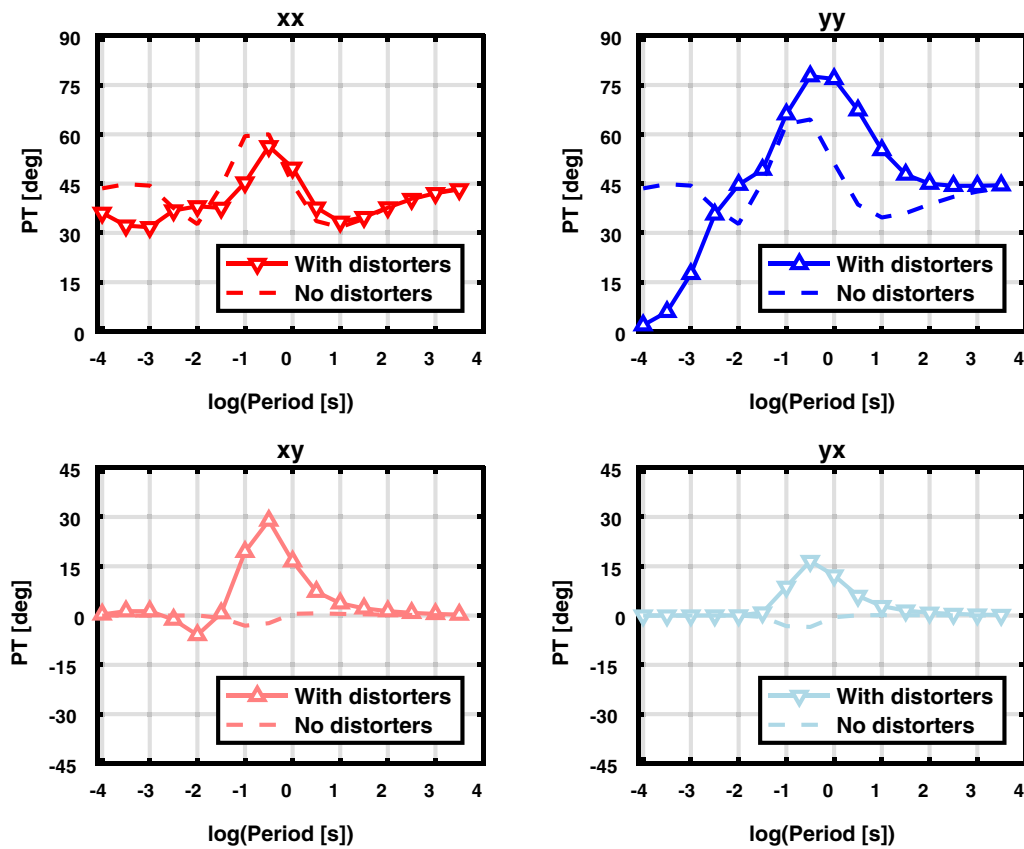 xx
90
75
60
45
30
15
0
PT [deg]
With distorters
No distorters
-4 -3 -2 -1 0 1 2 3 4
log(Period [s])
yy
90
75
60
45
30
15
0
PT [deg]
With distorters
No distorters
-4 -3 -2 -1 0 1 2 3 4
log(Period [s])
xy
45
30
15
0
-15
-30
-45
PT [deg]
With distorters
No distorters
-4 -3 -2 -1 0 1 2 3 4
log(Period [s])
yx
45
30
15
0
-15
-30
-45
PT [deg]
With distorters
No distorters
-4 -3 -2 -1 0 1 2 3 4
log(Period [s])